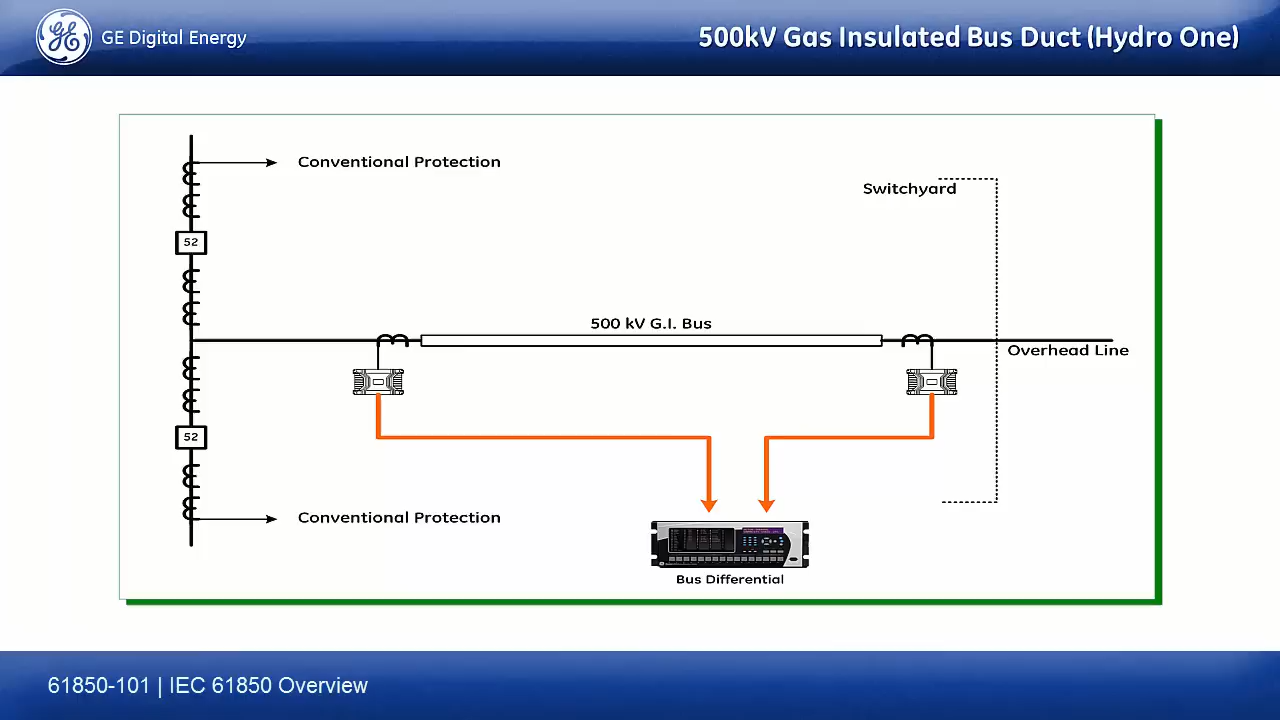 GE Digital Energy
500kV Gas Insulated Bus Duct (Hydro One)
Conventional Protection
Switchyard
52
500 kV G.I. Bus
Overhead Line
52
Conventional Protection
Bus Differential
61850-101 | IEC 61850 Overview